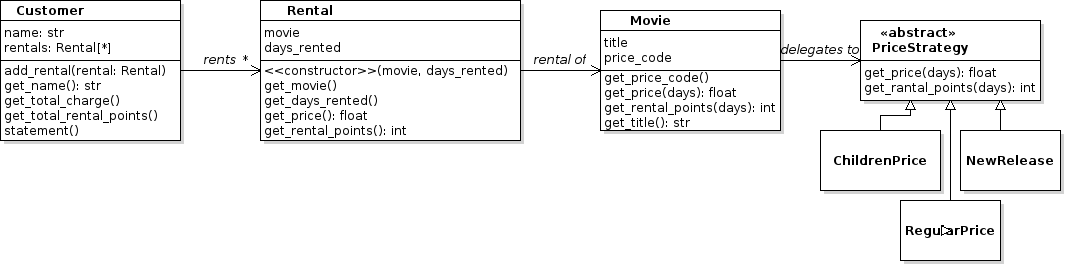 Customer
name: str
rentals: Rental[*]
add_rental(rental: Rental)
get_name(): str
get_total_charge()
get_total_rental_points()
statement()
rents *
Rental
movie
days_rented
<<constructor>>(movie, days_rented)
get_movie()
get_days_rented()
get_price(): float
get_rental_points(): int
rental of
Movie
title
price_code
get_price_code()
get_price(days): float
get_rental_points(days): int
get_title(): str
delegates to
«abstract»
PriceStrategy
get_price(days): float
get_rantal_points(days): int
ChildrenPrice
NewRelease
RegularPrice